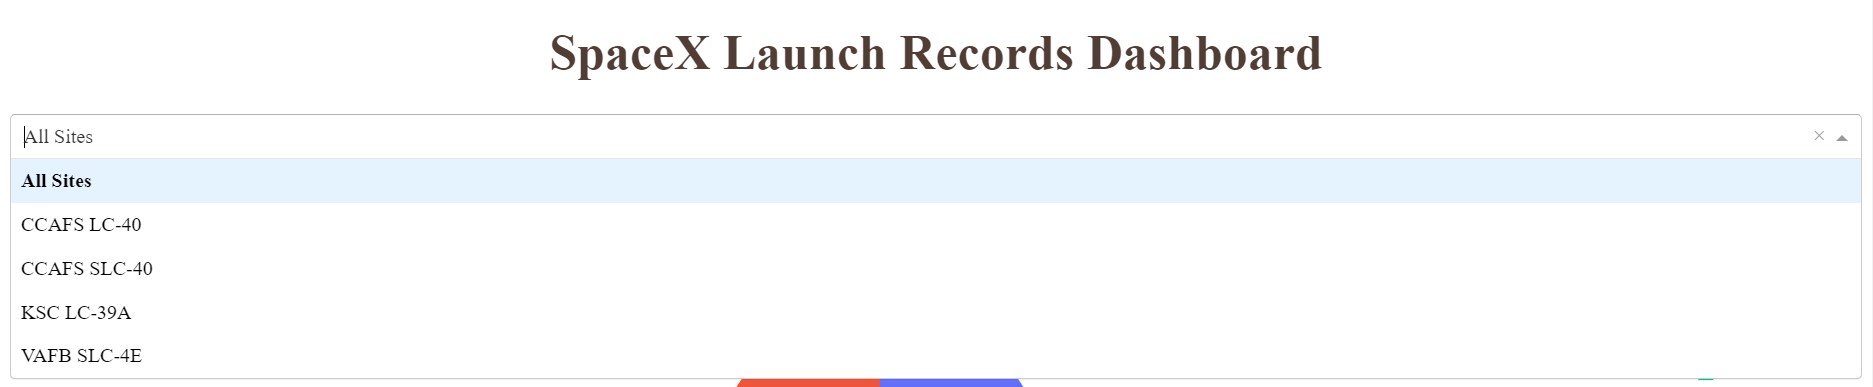 SpaceX Launch Records Dashboard
All Sites
All Sites
CCAFS LC-40
CCAFS SLC-40
KSC LC-39A
VAFB SLC-4E